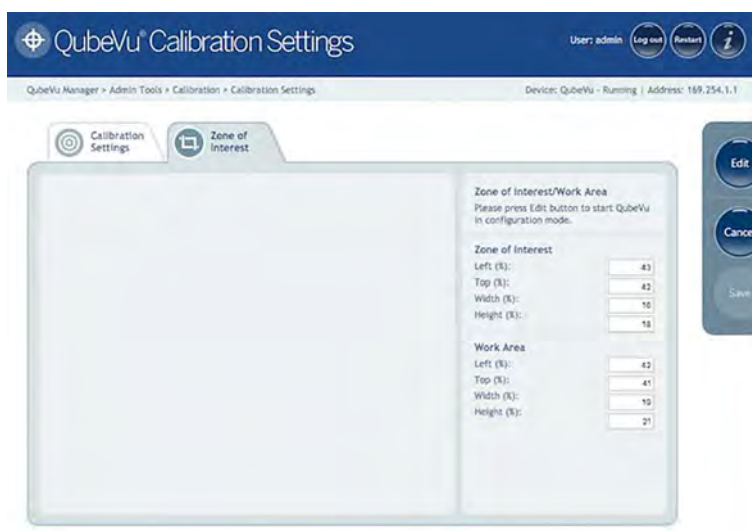 QubeVu® Calibration Settings
User: admin
Log out
Restart
i
QubeVu Manager > Admin Tools > Calibration > Calibration Settings
Device: QubeVu - Running | Address: 169.254.1.1
Calibration
Settings
Zone of
Interest
Zone of Interest/Work Area
Please press Edit button to start QubeVu
in configuration mode.
Zone of Interest
Left (%): 43
Top (%): 42
Width (%): 16
Height (%): 18
Work Area
Left (%): 42
Top (%): 41
Width (%):
Height (%): 21
Edit
Cance
Save